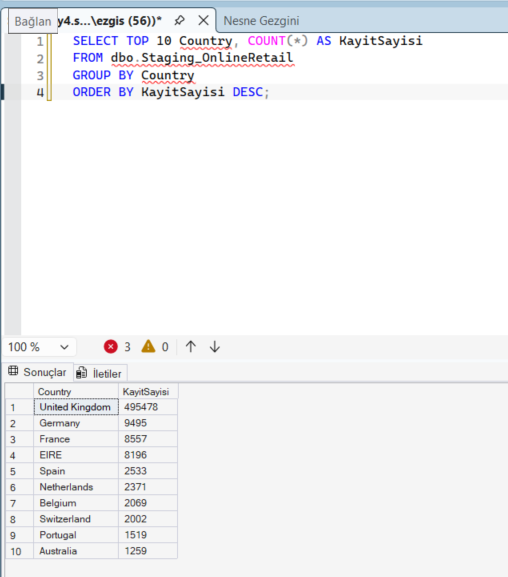 Bağlan y4.s...\ezgis (56))* Nesne Gezgini
1 SELECT TOP 10 Country, COUNT(*) AS KayitSayisi
2 FROM dbo.Staging_OnlineRetail
3 GROUP BY Country
4 ORDER BY KayitSayisi DESC;
100 % 3 0
Sonuçlar İletiler
Country KayitSayisi
1 United Kingdom 495478
2 Germany 9495
3 France 8557
4 EIRE 8196
5 Spain 2533
6 Netherlands 2371
7 Belgium 2069
8 Switzerland 2002
9 Portugal 1519
10 Australia 1259